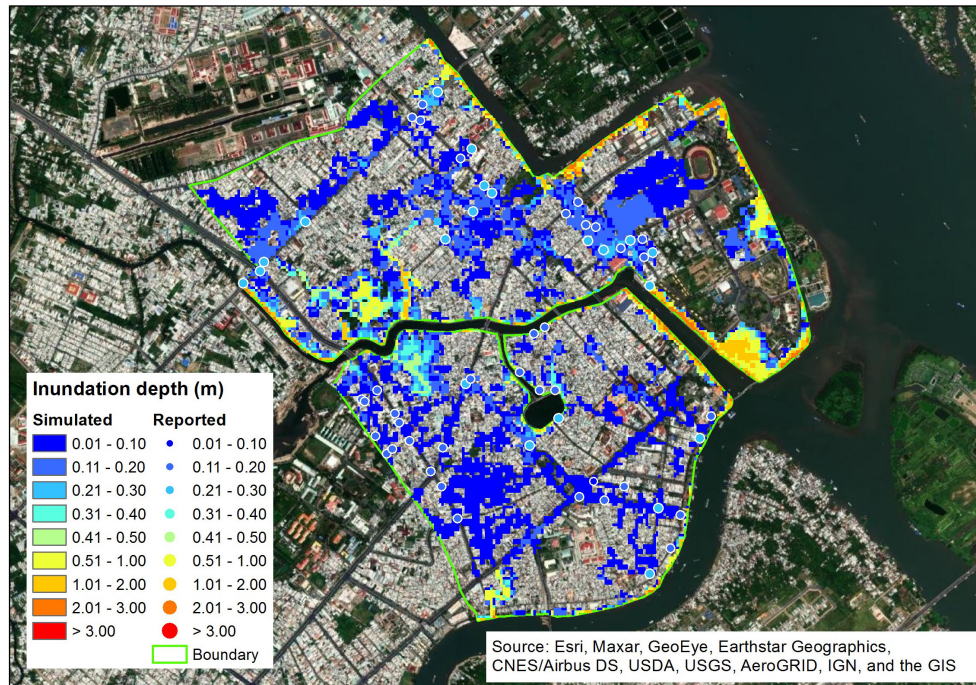 Inundation depth (m)
Simulated Reported
0.01 - 0.10 0.01 - 0.10
0.11 - 0.20 0.11 - 0.20
0.21 - 0.30 0.21 - 0.30
0.31 - 0.40 0.31 - 0.40
0.41 - 0.50 0.41 - 0.50
0.51 - 1.00 0.51 - 1.00
1.01 - 2.00 1.01 - 2.00
2.01 - 3.00 2.01 - 3.00
> 3.00 > 3.00
Boundary
Source: Esri, Maxar, GeoEye, Earthstar Geographics,
CNES/Airbus DS, USDA, USGS, AeroGRID, IGN, and the GIS